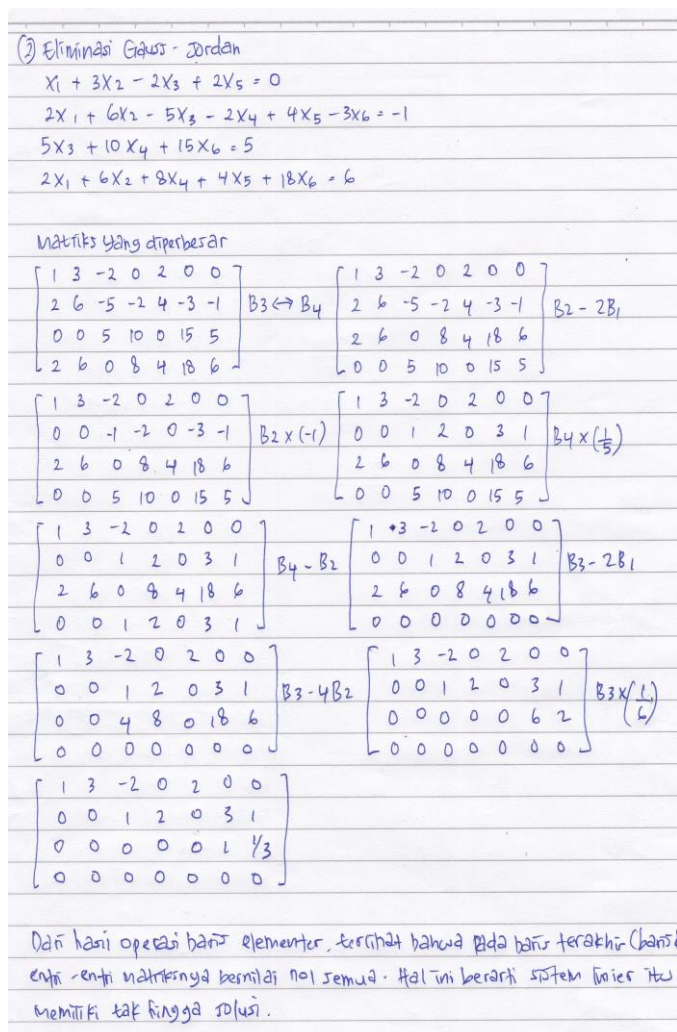 ② Eliminasi Gauss - Jordan
x1 + 3x2 - 2x3 + 2x5 = 0
2x1 + 6x2 - 5x3 - 2x4 + 4x5 - 3x6 = -1
5x3 + 10x4 + 15x6 = 5
2x1 + 6x2 + 8x4 + 4x5 + 18x6 = 6
Matriks yang diperbesar
1 3 -2 0 2 0 0 1 3 -2 0 2 0 0
2 6 -5 -2 4 -3 -1 B3 ↔ B4 2 6 -5 -2 4 -3 -1 B2 - 2B1
0 0 5 10 0 15 5 2 6 0 8 4 18 6
2 6 0 8 4 18 6 0 0 5 10 0 15 5
1 3 -2 0 2 0 0 1 3 -2 0 2 0 0
0 0 -1 -2 0 -3 -1 B2 x (-1) 0 0 1 2 0 3 1 B4 x (1/5)
2 6 0 8 4 18 6 2 6 0 8 4 18 6
0 0 5 10 0 15 5 0 0 5 10 0 15 5
1 3 -2 0 2 0 0 1 3 -2 0 2 0 0
0 0 1 2 0 3 1 B4 - B2 0 0 1 2 0 3 1 B3 - 2B1
2 6 0 8 4 18 6 2 6 0 8 4 18 6
0 0 1 2 0 3 1 0 0 0 0 0 0 0
1 3 -2 0 2 0 0 1 3 -2 0 2 0 0
0 0 1 2 0 3 1 B3 - 4B2 0 0 1 2 0 3 1 B3 x (1/6)
0 0 4 8 0 18 6 0 0 0 0 0 6 2
0 0 0 0 0 0 0 0 0 0 0 0 0 0
1 3 -2 0 2 0 0
0 0 1 2 0 3 1
0 0 0 0 0 1 1/3
0 0 0 0 0 0 0
Dari hasil operasi baris elementer, terlihat bahwa pada baris terakhir (baris
entri-entri matriksnya bernilai nol semua. Hal ini berarti sistem linier itu
memiliki tak hingga solusi.